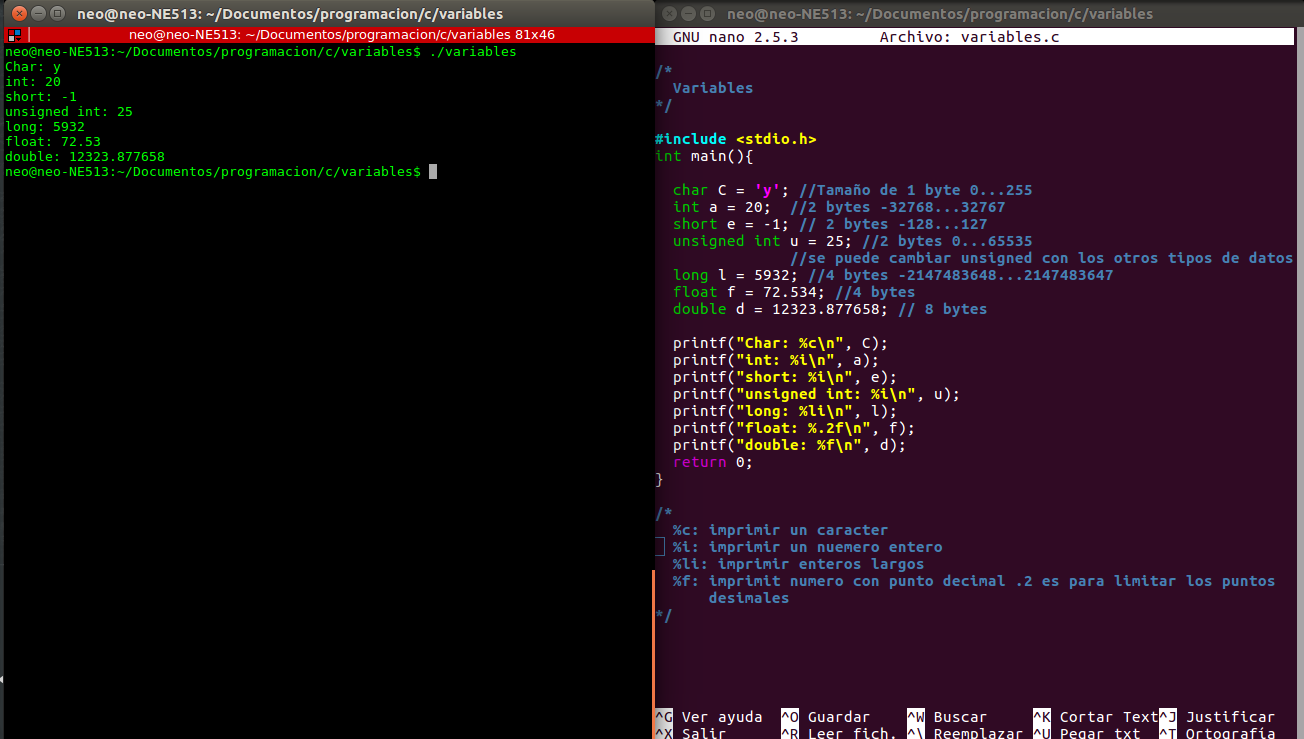 neo@neo-NE513: ~/Documentos/programacion/c/variables
neo@neo-NE513: ~/Documentos/programacion/c/variables 81x46
neo@neo-NE513:~/Documentos/programacion/c/variables$ ./variables
Char: y
int: 20
short: -1
unsigned int: 25
long: 5932
float: 72.53
double: 12323.877658
neo@neo-NE513:~/Documentos/programacion/c/variables$
neo@neo-NE513: ~/Documentos/programacion/c/variables
GNU nano 2.5.3 Archivo: variables.c
/*
Variables
*/
#include <stdio.h>
int main(){
char C = 'y'; //Tamaño de 1 byte 0...255
int a = 20; //2 bytes -32768...32767
short e = -1; // 2 bytes -128...127
unsigned int u = 25; //2 bytes 0...65535
//se puede cambiar unsigned con los otros tipos de datos
long l = 5932; //4 bytes -2147483648...2147483647
float f = 72.534; //4 bytes
double d = 12323.877658; // 8 bytes
printf("Char: %c\n", C);
printf("int: %i\n", a);
printf("short: %i\n", e);
printf("unsigned int: %i\n", u);
printf("long: %li\n", l);
printf("float: %.2f\n", f);
printf("double: %f\n", d);
return 0;
}
/*
%c: imprimir un caracter
%i: imprimir un nuemero entero
%li: imprimir enteros largos
%f: imprimit numero con punto decimal .2 es para limitar los puntos
desimales
*/
^G Ver ayuda ^O Guardar ^W Buscar ^K Cortar Text ^J Justificar
^X Salir ^R Leer fich. ^\ Reemplazar ^U Pegar txt ^T Ortografía